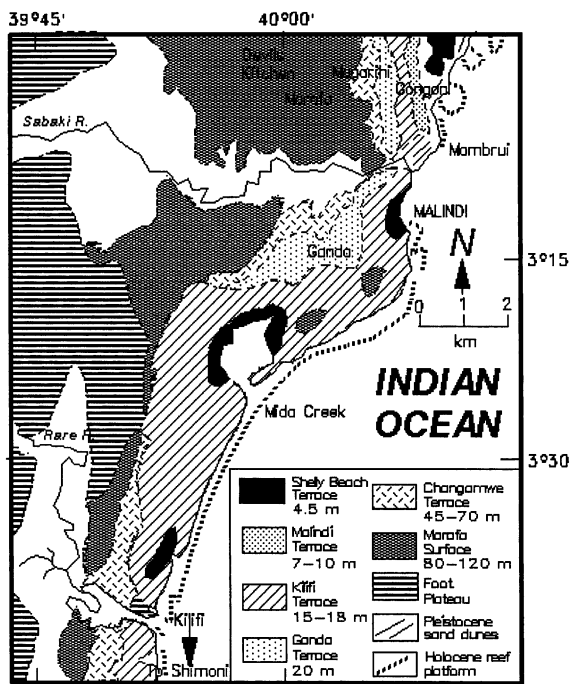 39°45'
40°00'
Devils
Kitchen
Marafa
Magarihi
Gongoni
Sabaki R.
Mambrui
MALINDI
Ganda
N
3°15
0 1 2
km
INDIAN
OCEAN
Mida Creek
Rare R.
3°30
Kilifi
To Shimoni
Shelly Beach
Terrace
4.5 m
Malindi
Terrace
7-10 m
Kilifi
Terrace
15-18 m
Ganda
Terrace
20 m
Changamwe
Terrace
45-70 m
Marafa
Surface
80-120 m
Foot
Plateau
Pleistocene
sand dunes
Holocene reef
platform